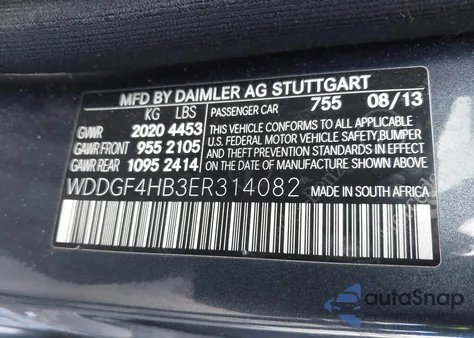 MFD BY DAIMLER AG STUTTGART
KG LBS PASSENGER CAR 755 08/13
GVWR 2020 4453 THIS VEHICLE CONFORMS TO ALL APPLICABLE
GAWR FRONT 955 2105 U.S. FEDERAL MOTOR VEHICLE SAFETY, BUMPER
GAWR REAR 1095 2414 AND THEFT PREVENTION STANDARDS IN EFFECT
ON THE DATE OF MANUFACTURE SHOWN ABOVE.
WDDGF4HB3ER314082 MADE IN SOUTH AFRICA
autoSnap